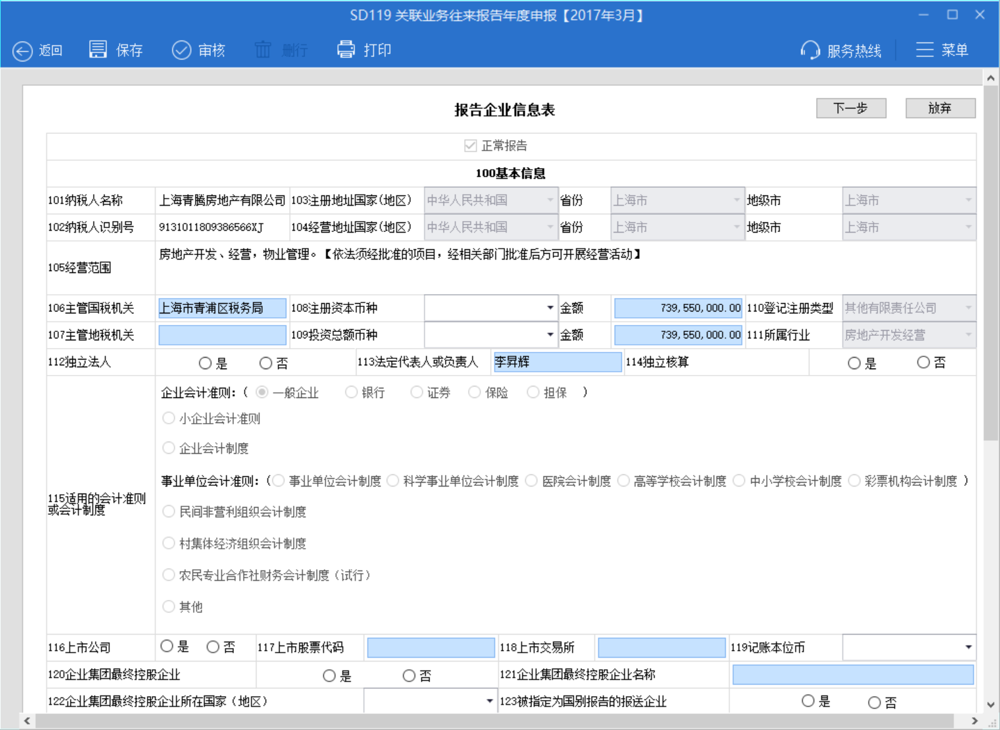 SD119 关联业务往来报告年度申报【2017年3月】
返回 保存 审核 删行 打印 服务热线 菜单
报告企业信息表 下一步 放弃
正常报告
100基本信息
101纳税人名称 上海青腾房地产有限公司 103注册地址国家(地区) 中华人民共和国 省份 上海市 地级市 上海市
102纳税人识别号 9131011809386566XJ 104经营地址国家(地区) 中华人民共和国 省份 上海市 地级市 上海市
105经营范围 房地产开发、经营，物业管理。【依法须经批准的项目，经相关部门批准后方可开展经营活动】
106主管国税机关 上海市青浦区税务局 108注册资本币种 金额 739,550,000.00 110登记注册类型 其他有限责任公司
107主管地税机关 109投资总额币种 金额 739,550,000.00 111所属行业 房地产开发经营
112独立法人 是 否 113法定代表人或负责人 李昇辉 114独立核算 是 否
企业会计准则：( 一般企业 银行 证券 保险 担保 )
小企业会计准则
企业会计制度
事业单位会计准则：( 事业单位会计制度 科学事业单位会计制度 医院会计制度 高等学校会计制度 中小学校会计制度 彩票机构会计制度 )
115适用的会计准则
或会计制度
民间非营利组织会计制度
村集体经济组织会计制度
农民专业合作社财务会计制度（试行）
其他
116上市公司 是 否 117上市股票代码 118上市交易所 119记账本位币
120企业集团最终控股企业 是 否 121企业集团最终控股企业名称
122企业集团最终控股企业所在国家（地区） 123被指定为国别报告的报送企业 是 否